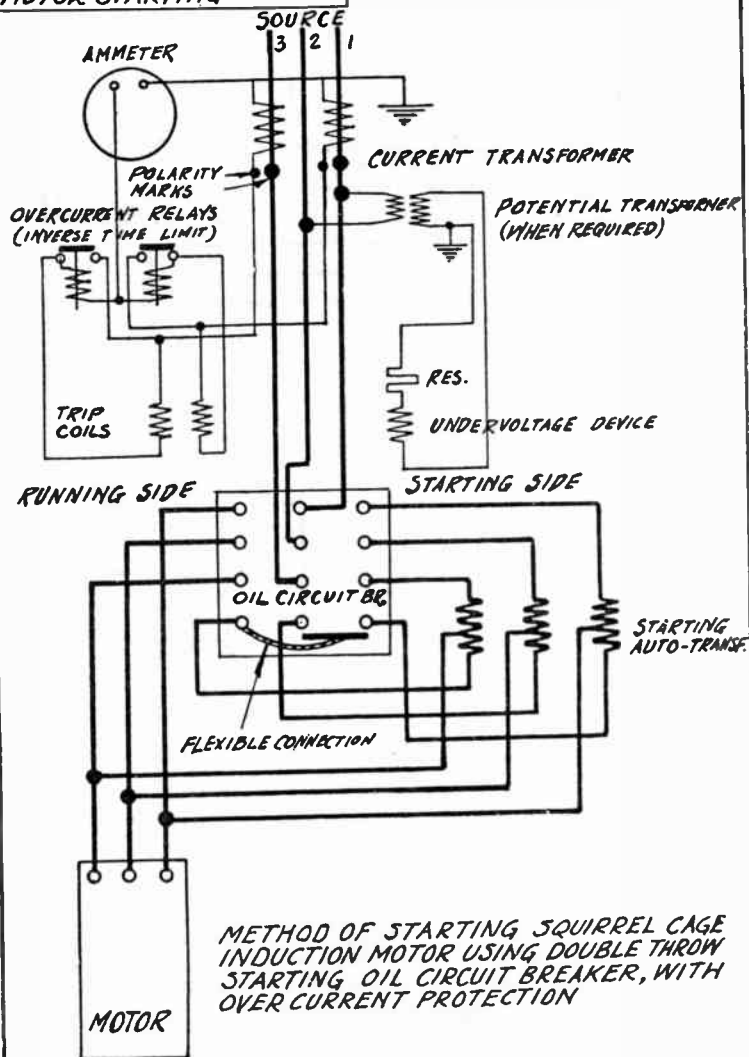 MOTOR STARTING
SOURCE
3 2 1
AMMETER
CURRENT TRANSFORMER
POLARITY
MARKS
POTENTIAL TRANSFORMER
(WHEN REQUIRED)
OVERCURRENT RELAYS
(INVERSE TIME LIMIT)
RES.
TRIP
COILS
UNDERVOLTAGE DEVICE
RUNNING SIDE
STARTING SIDE
OIL CIRCUIT BR.
STARTING
AUTO-TRANSF.
FLEXIBLE CONNECTION
METHOD OF STARTING SQUIRREL CAGE
INDUCTION MOTOR USING DOUBLE THROW
STARTING OIL CIRCUIT BREAKER, WITH
OVER CURRENT PROTECTION
MOTOR